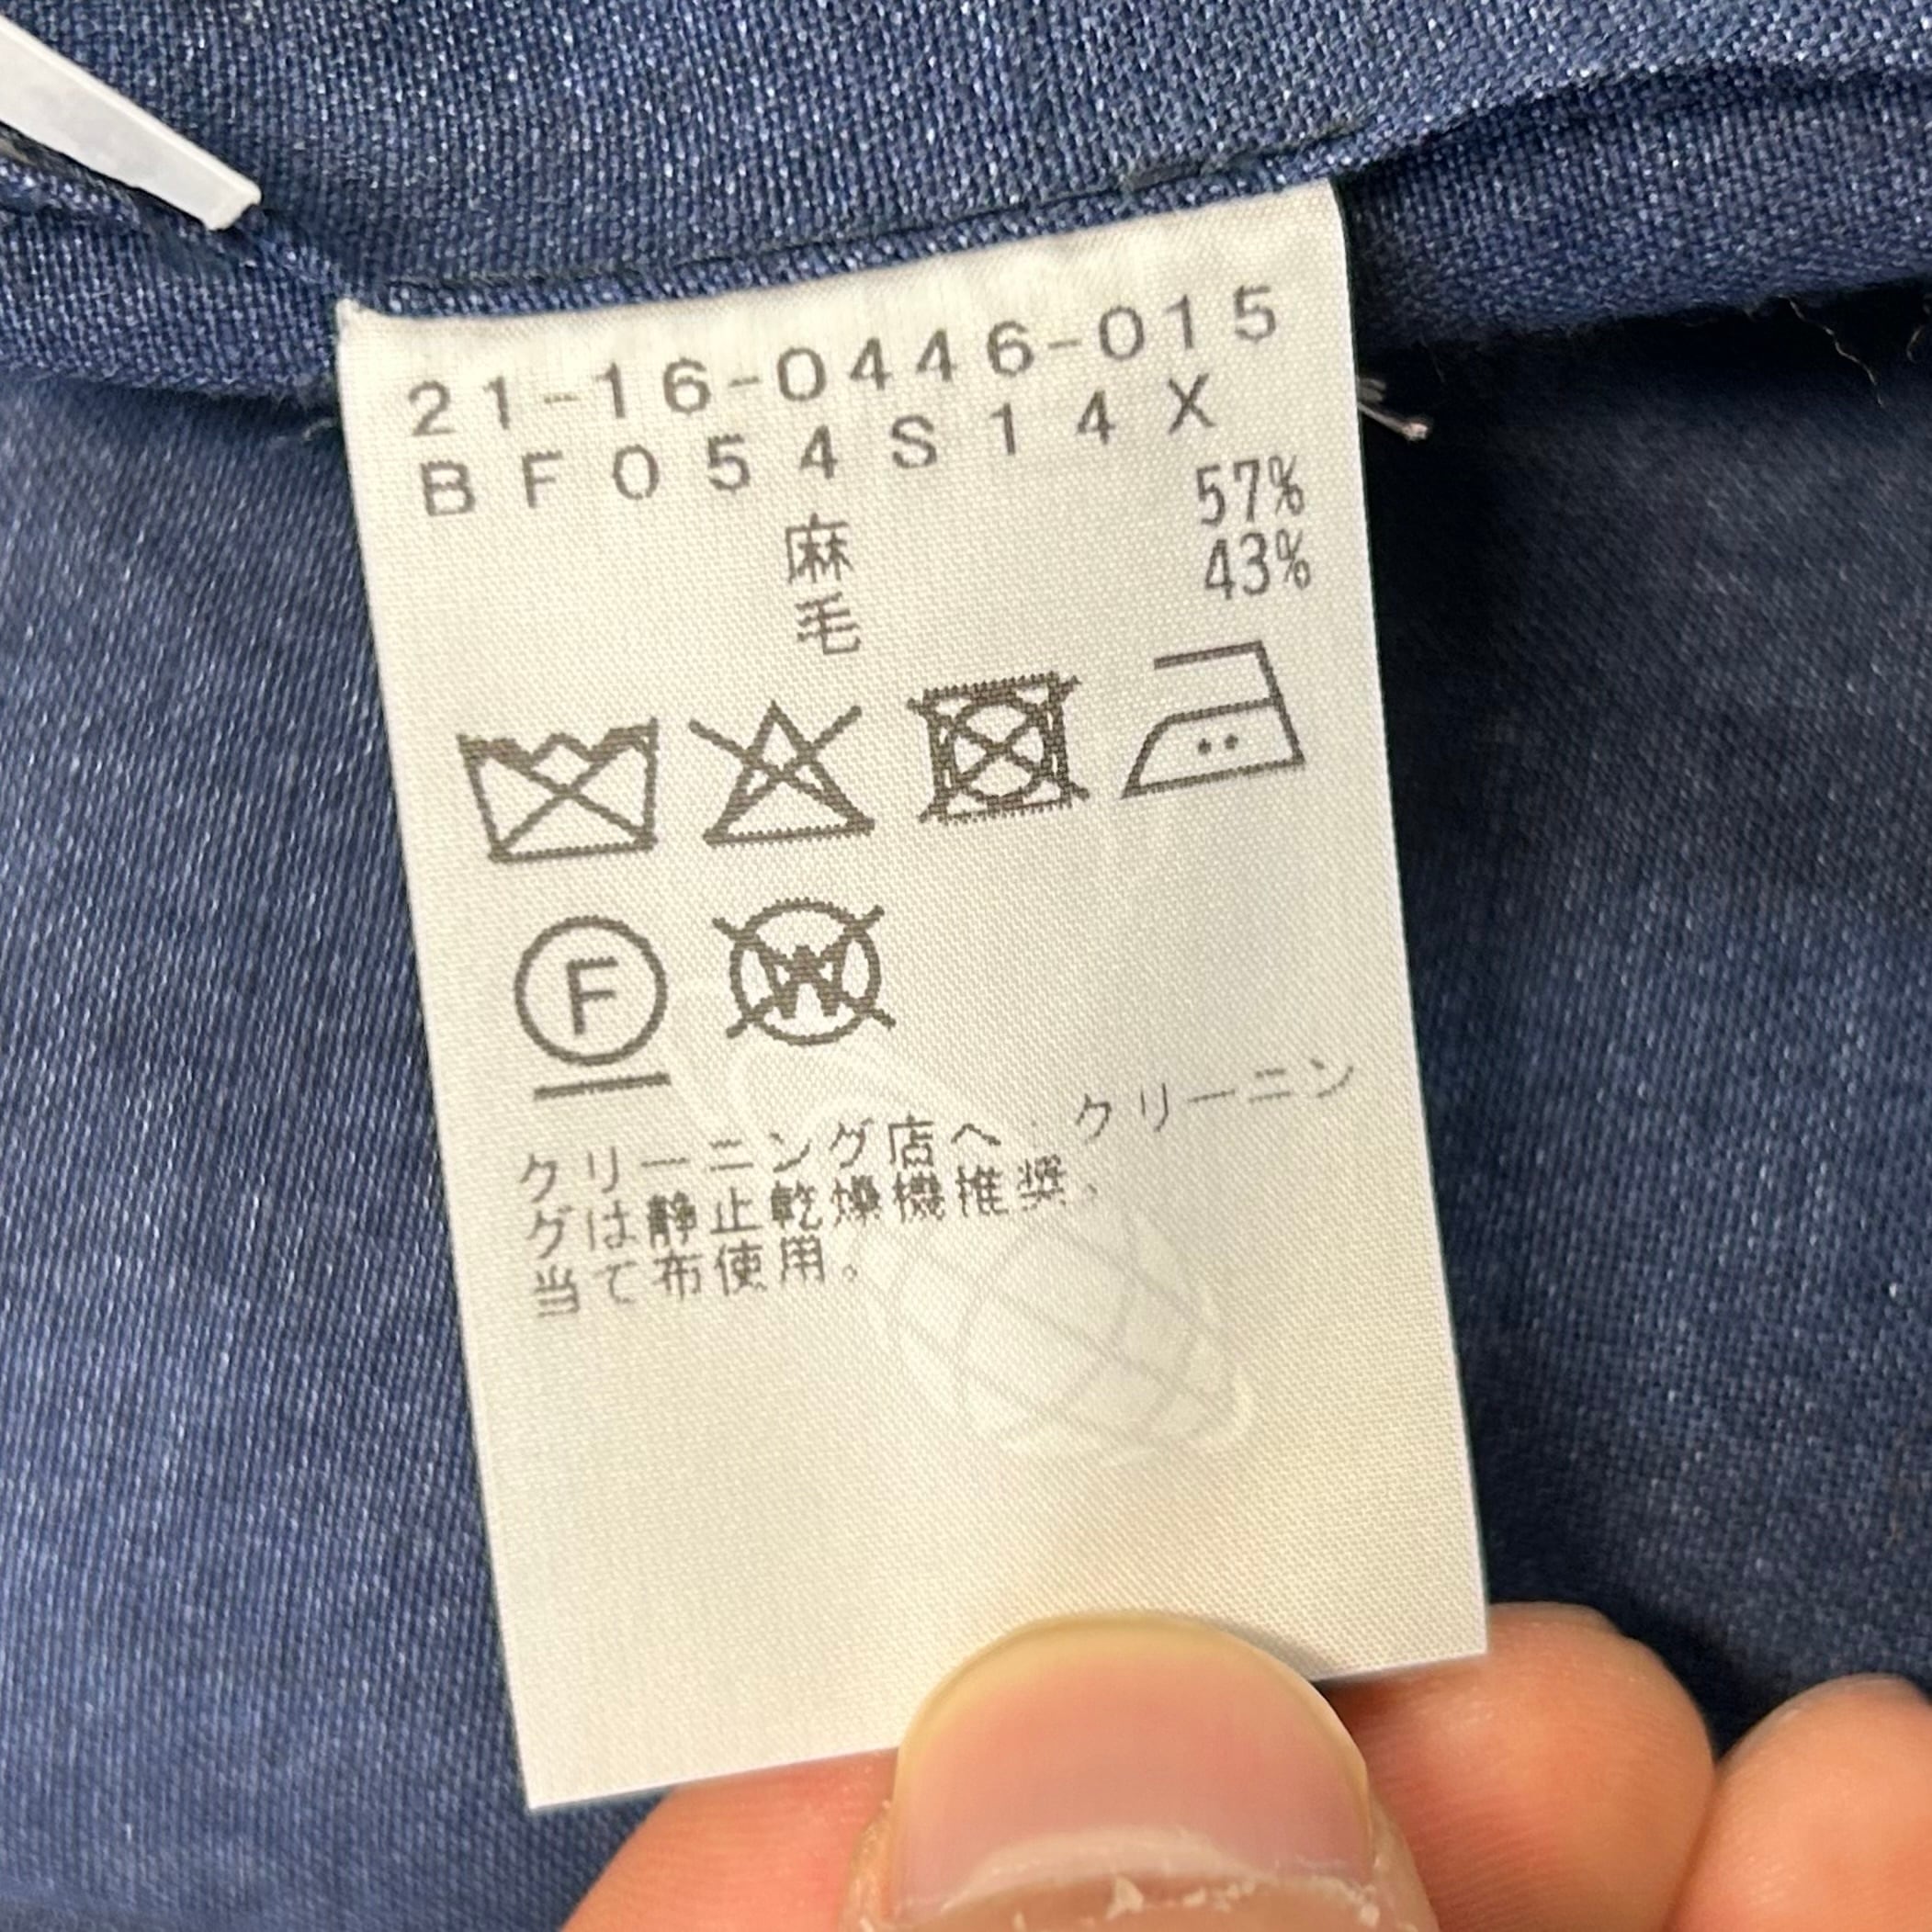 21-16-0446-015
BF054S14X
麻 57%
毛 43%
F
W
クリーニング店へ・クリーニン
グは静止乾燥機推奨、
当て布使用。